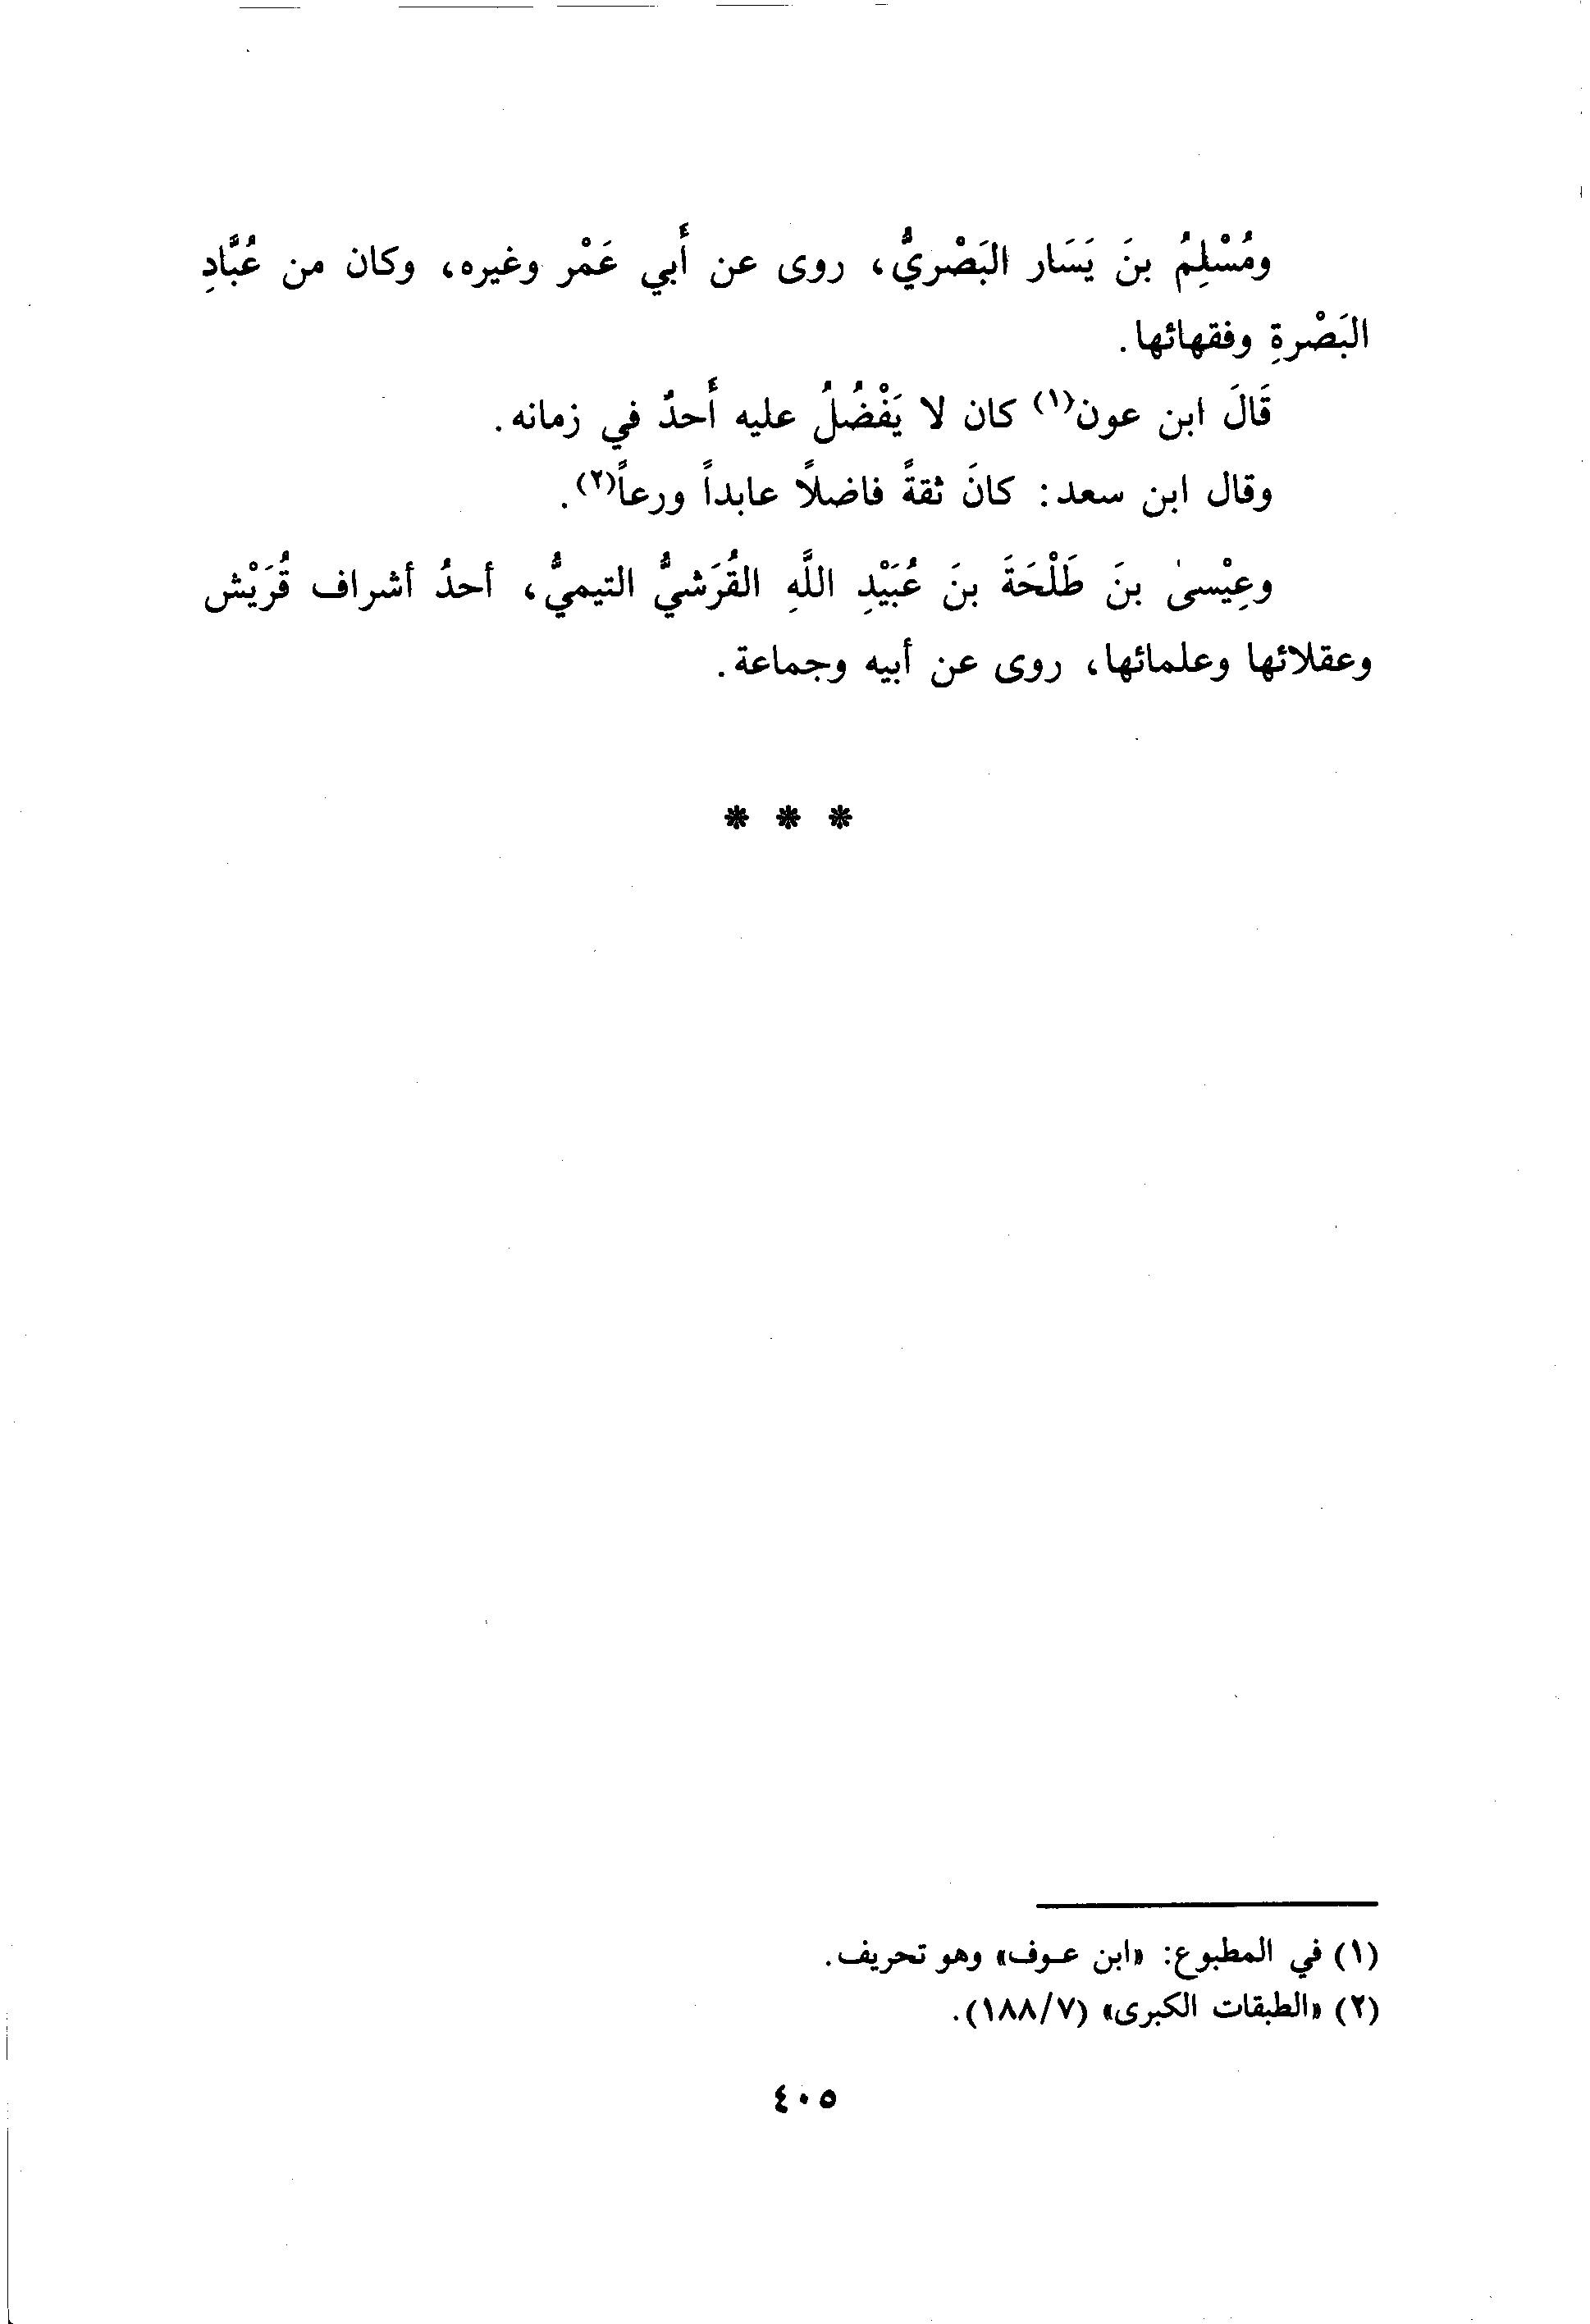 ومُسْلِمُ بنَ يَسَار البَصْريُّ، روى عن أَبي عَمْر وغيره، وكان من عُبَّادِ
البَصْرةِ وفقهائها.
قَالَ ابن عون(١) كان لا يَفْضُلُ عليه أَحدٌ في زمانه.
وقال ابن سعد: كانَ ثقةً فاضلاً عابداً ورعاً(٢).
وعِيْسىٰ بنَ طَلْحَةَ بنَ عُبَيْدِ اللَّهِ القُرَشيُّ التيميُّ، أحدُ أشراف قُرَيْش
وعقلائها وعلمائها، روى عن أبيه وجماعة.
* * *
(١) في المطبوع: «ابن عـوف» وهو تحريف.
(٢) «الطبقات الكبرى» (١٨٨/٧).
٤٠٥